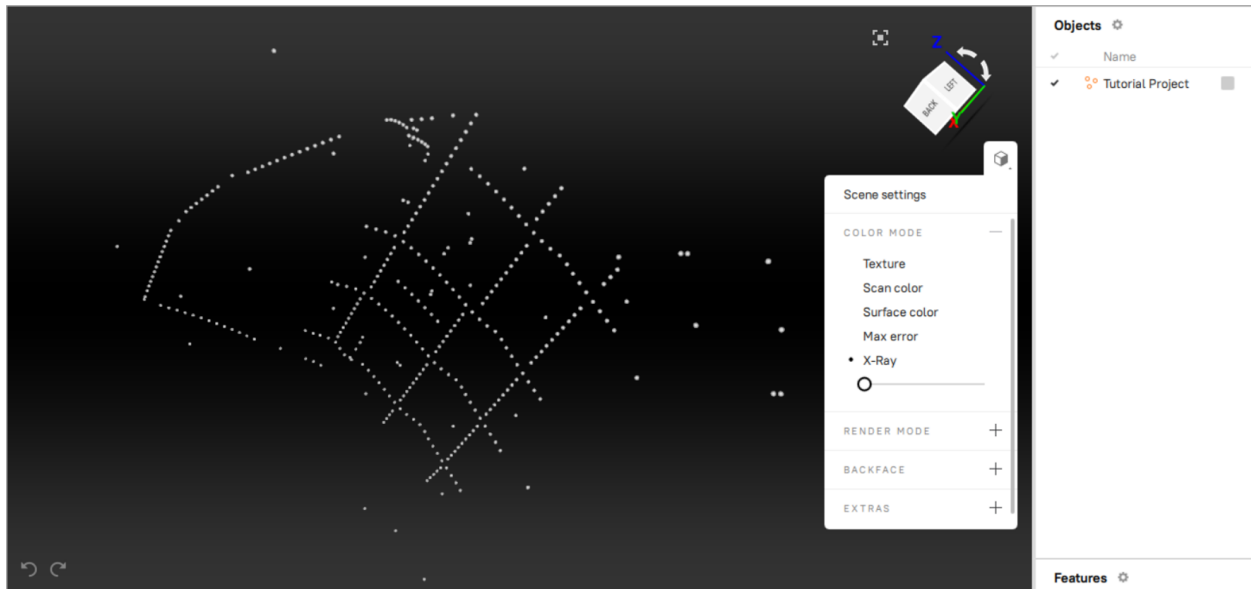 Objects
Name
Tutorial Project
Z
LEFT
BACK
Scene settings
COLOR MODE
Texture
Scan color
Surface color
Max error
X-Ray
RENDER MODE
BACKFACE
EXTRAS
Features